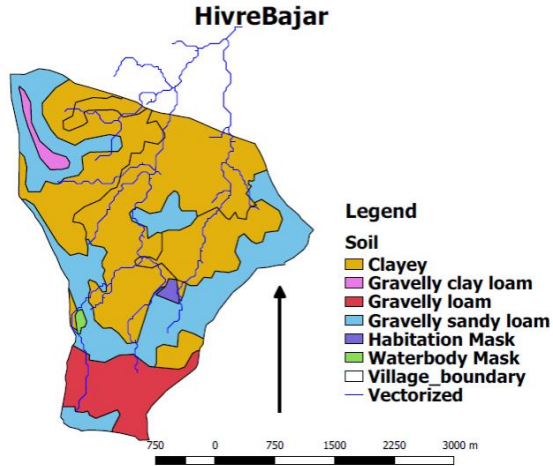 HivreBajar
Legend
Soil
Clayey
Gravelly clay loam
Gravelly loam
Gravelly sandy loam
Habitation Mask
Waterbody Mask
Village_boundary
Vectorized
750 0 750 1500 2250 3000 m